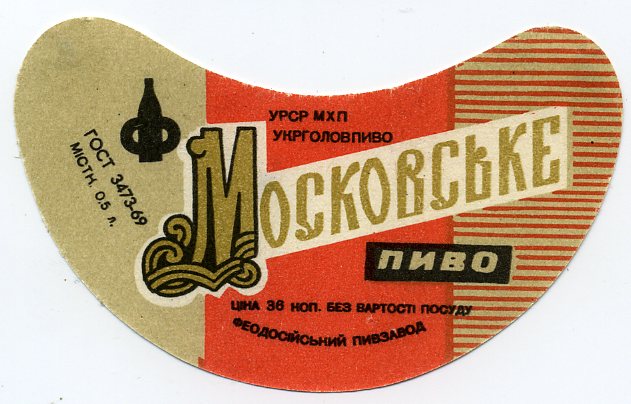 ГОСТ 3473-69
МІСТК. 0.5 л.
УРСР МХП
УКРГОЛОВПИВО
МОСКОВСЬКЕ
ПИВО
ЦІНА 36 КОП. БЕЗ ВАРТОСТІ ПОСУДУ
ФЕОДОСІЙСЬКИЙ ПИВЗАВОД